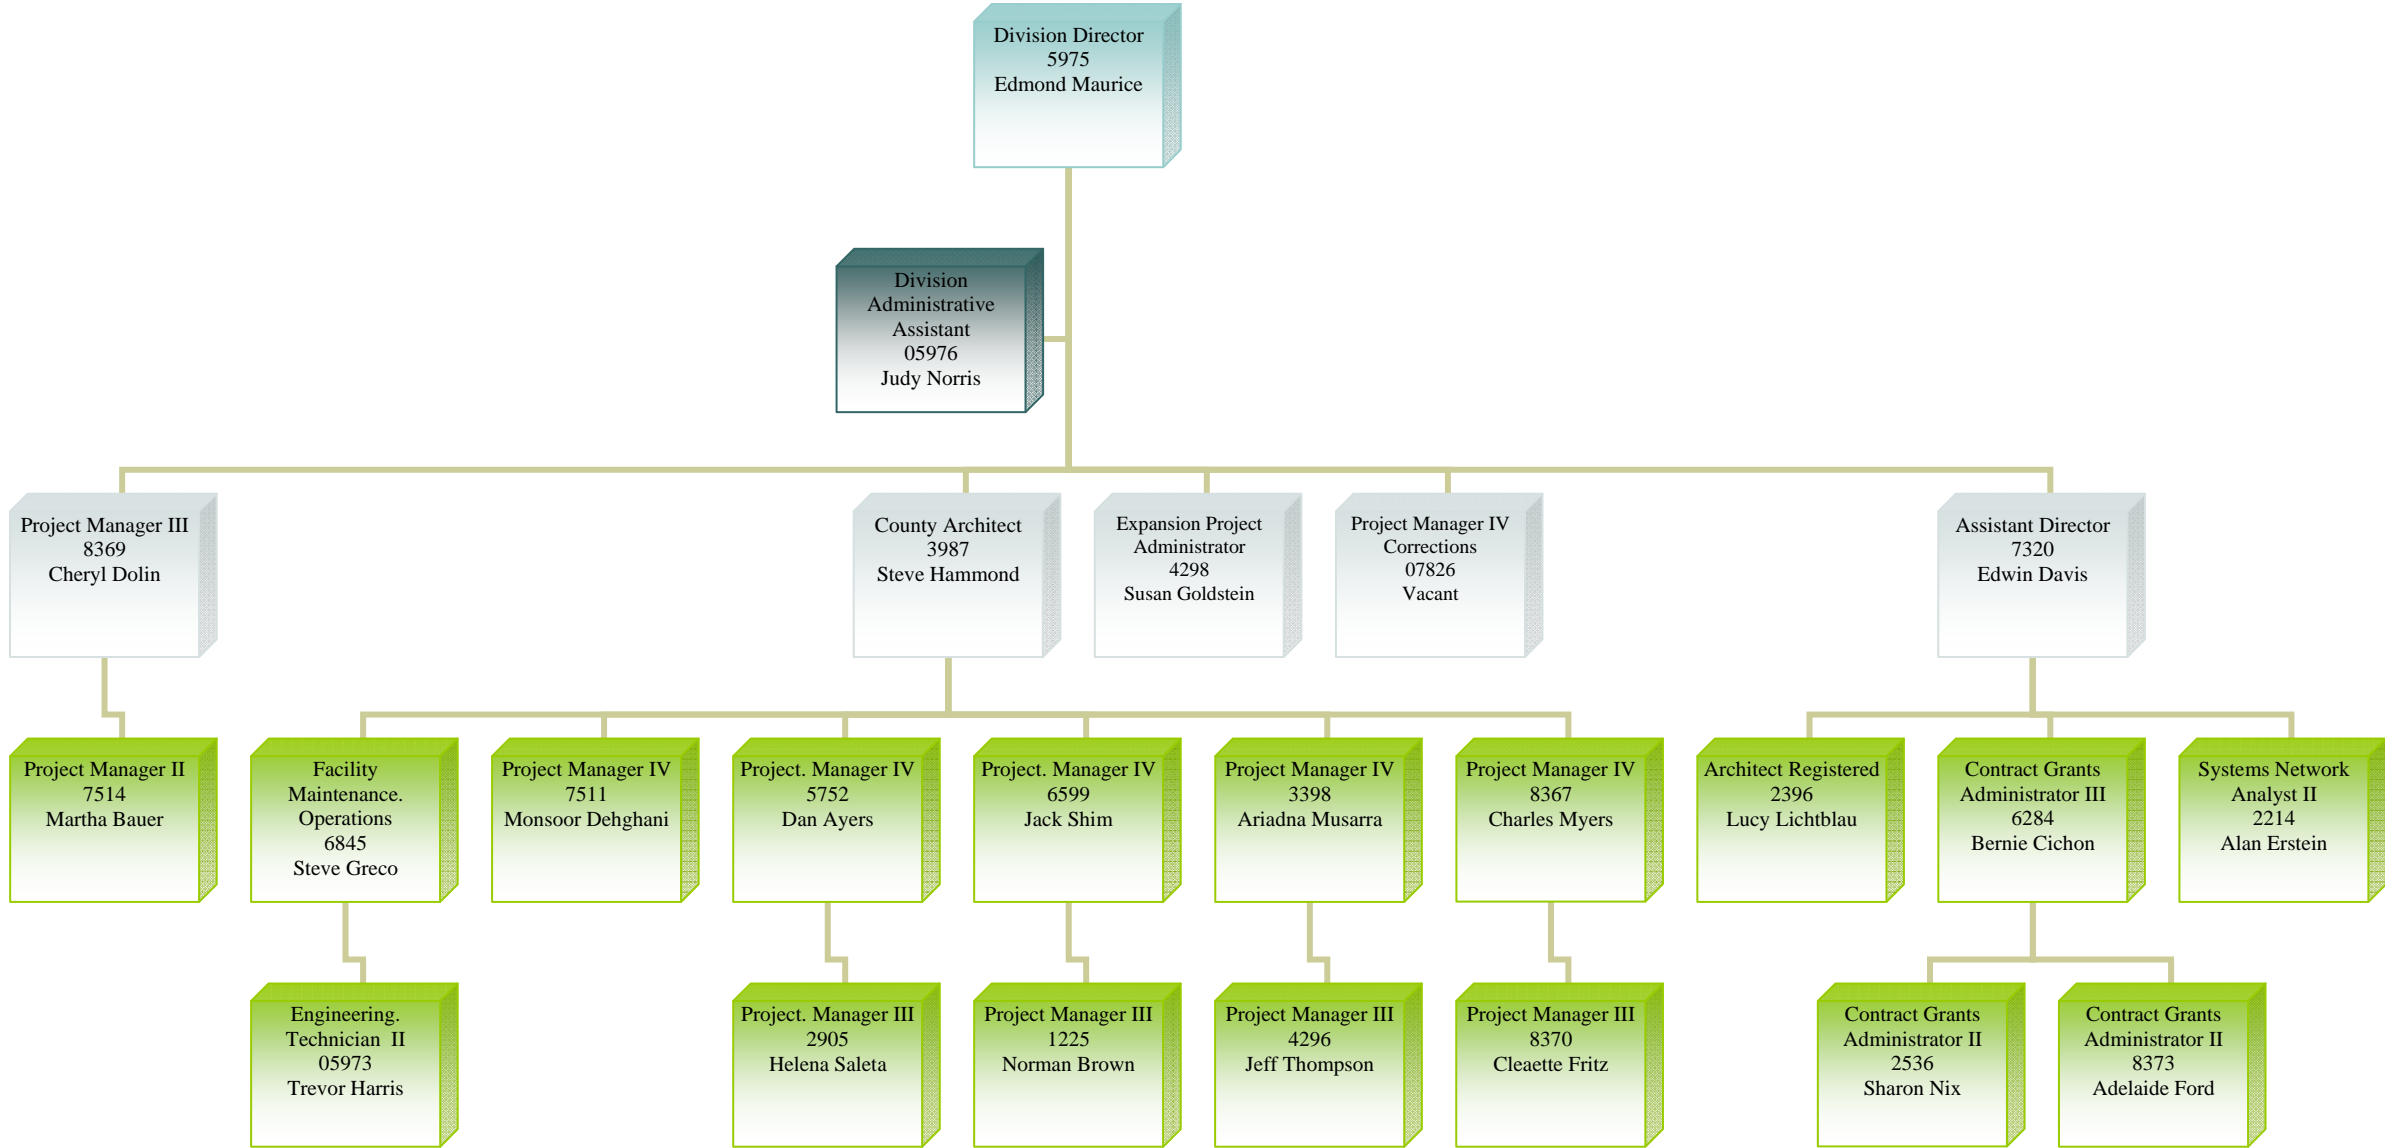 Division Director
5975
Edmond Maurice
Division
Administrative
Assistant
05976
Judy Norris
Project Manager III
8369
Cheryl Dolin
County Architect
3987
Steve Hammond
Expansion Project
Administrator
4298
Susan Goldstein
Project Manager IV
Corrections
07826
Vacant
Assistant Director
7320
Edwin Davis
Project Manager II
7514
Martha Bauer
Facility
Maintenance.
Operations
6845
Steve Greco
Project Manager IV
7511
Monsoor Dehghani
Project. Manager IV
5752
Dan Ayers
Project. Manager IV
6599
Jack Shim
Project Manager IV
3398
Ariadna Musarra
Project Manager IV
8367
Charles Myers
Architect Registered
2396
Lucy Lichtblau
Contract Grants
Administrator III
6284
Bernie Cichon
Systems Network
Analyst II
2214
Alan Erstein
Engineering.
Technician  II
05973
Trevor Harris
Project. Manager III
2905
Helena Saleta
Project Manager III
1225
Norman Brown
Project Manager III
4296
Jeff Thompson
Project Manager III
8370
Cleaette Fritz
Contract Grants
Administrator II
2536
Sharon Nix
Contract Grants
Administrator II
8373
Adelaide Ford